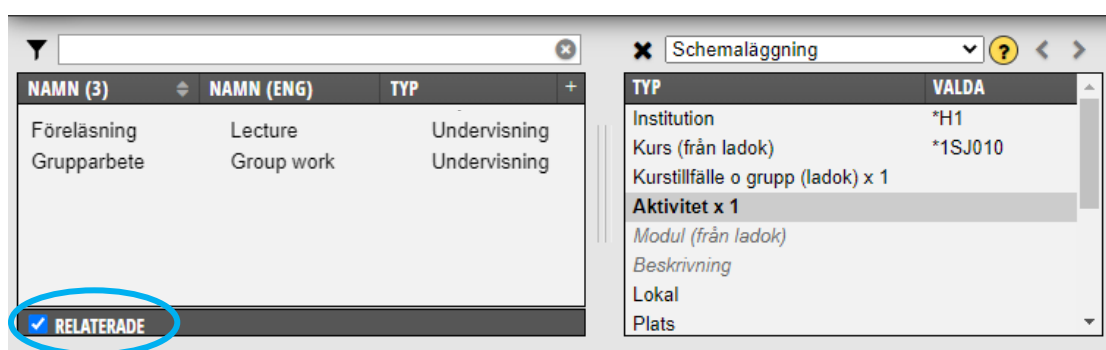 NAMN (3) NAMN (ENG) TYP +
Föreläsning Lecture Undervisning
Grupparbete Group work Undervisning
RELATERADE
Schemaläggning ?
TYP VALDA
Institution *H1
Kurs (från ladok) *1SJ010
Kurstillfälle o grupp (ladok) x 1
Aktivitet x 1
Modul (från ladok)
Beskrivning
Lokal
Plats